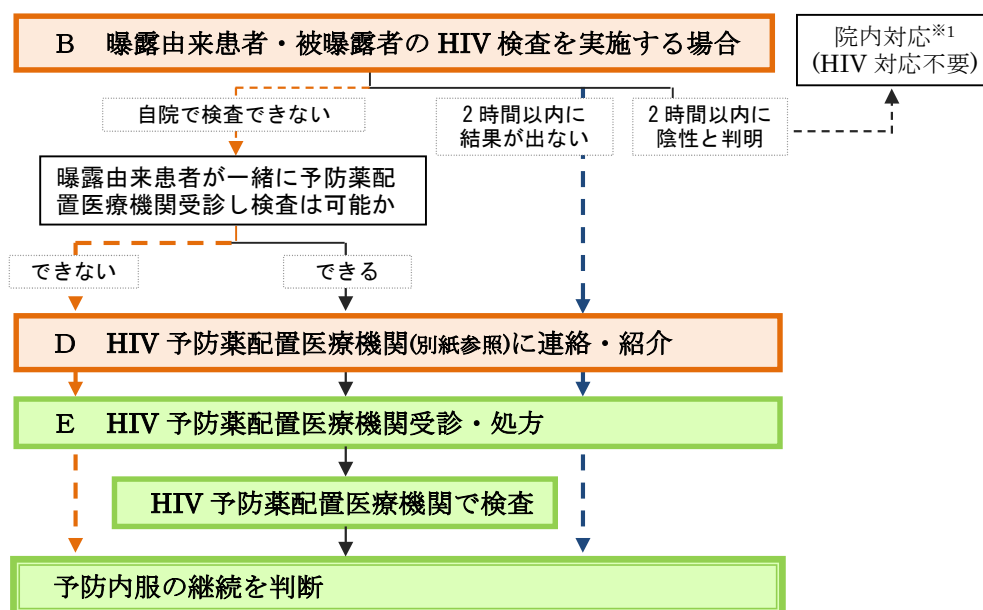 B 曝露由来患者・被曝露者の HIV 検査を実施する場合
院内対応※1
(HIV 対応不要)
自院で検査できない
2 時間以内に
結果が出ない
2 時間以内に
陰性と判明
曝露由来患者が一緒に予防薬配
置医療機関受診し検査は可能か
できない
できる
D HIV 予防薬配置医療機関(別紙参照)に連絡・紹介
E HIV 予防薬配置医療機関受診・処方
HIV 予防薬配置医療機関で検査
予防内服の継続を判断